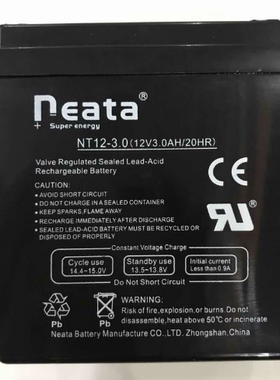 neata®
+ Super energy -
NT12-3.0(12V3.0AH/20HR)
Valve Regulated Sealed Lead-Acid
Rechargeable Battery
CAUTION:
• AVOID SHORT CIRCUIT
• DO NOT CHARGE IN A SEALED CONTAINER
• KEEP SPARKS,FLAME AWAY
• RECHARGE IMMEDIATELY AFTER DISCHARGE
• SEALED LEAD-ACID BATTERY MUST BE RECYCLED
OR DISPOSED OF PROPERLY
Constant Voltage Charge
Cycle use
14.4~15.0V
Standby use
13.5~13.8V
Initial current
Less than 0.9A
Do Not Short Circuit
WARNING:
Risk of fire,explosion,or burns. Do not
disassemble,heat above 50°C or incinerate
Pb
Pb
Neata Battery Manufacture CO.,LTD. Zhongshan.China